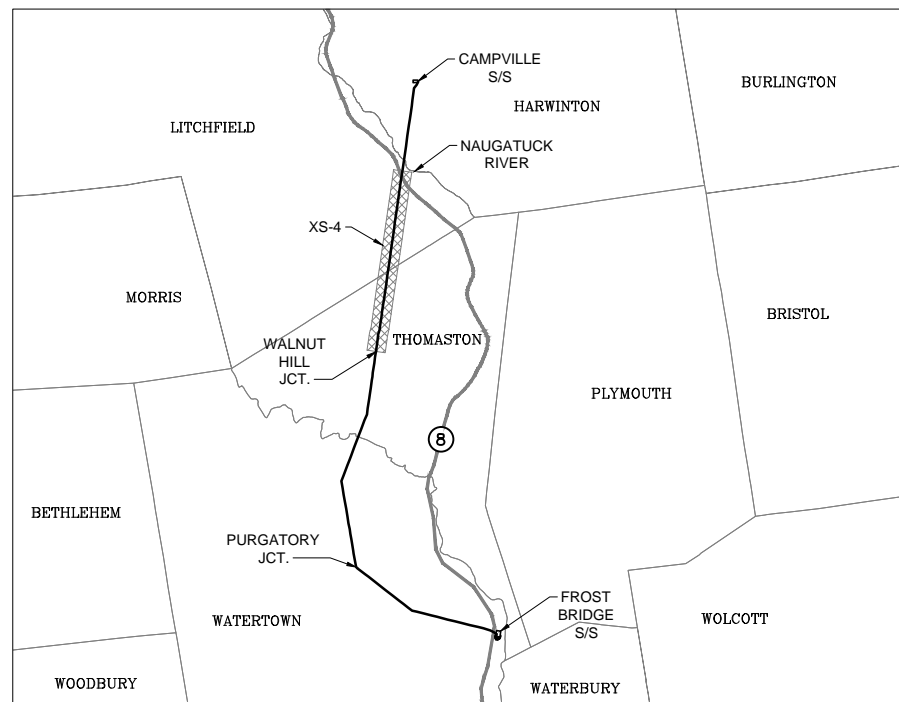 CAMPVILLE
S/S
BURLINGTON
HARWINTON
LITCHFIELD
NAUGATUCK
RIVER
XS-4
MORRIS
BRISTOL
WALNUT
HILL
JCT.
THOMASTON
PLYMOUTH
8
BETHLEHEM
PURGATORY
JCT.
FROST
BRIDGE
S/S
WATERTOWN
WOLCOTT
WOODBURY
WATERBURY